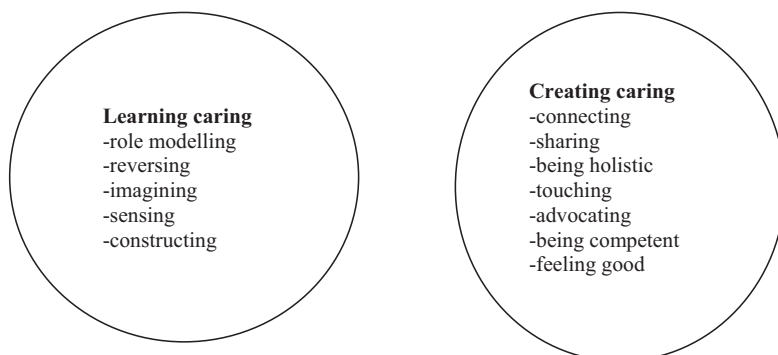 Learning caring
-role modelling
-reversing
-imagining
-sensing
-constructing
Creating caring
-connecting
-sharing
-being holistic
-touching
-advocating
-being competent
-feeling good